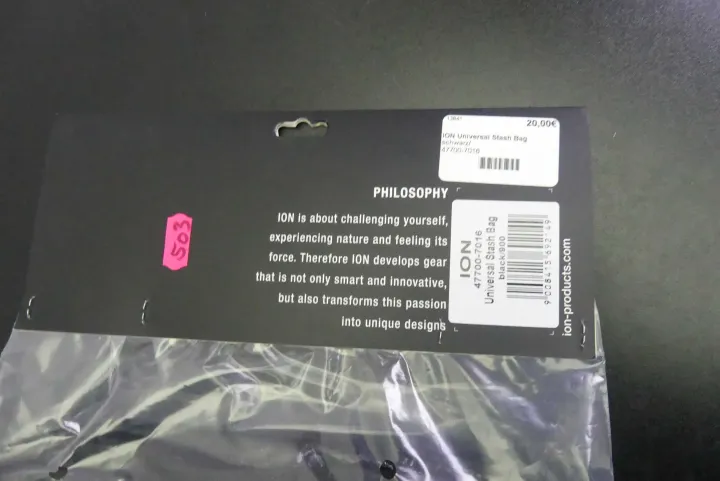 20,00€
ION Universal Stash Bag
schwarz/
47700-7016
PHILOSOPHY
ION is about challenging yourself,
experiencing nature and feeling its
force. Therefore ION develops gear
that is not only smart and innovative,
but also transforms this passion
into unique designs
503
ION
47700-7016
Universal Stash Bag
black/900
ion-products.com